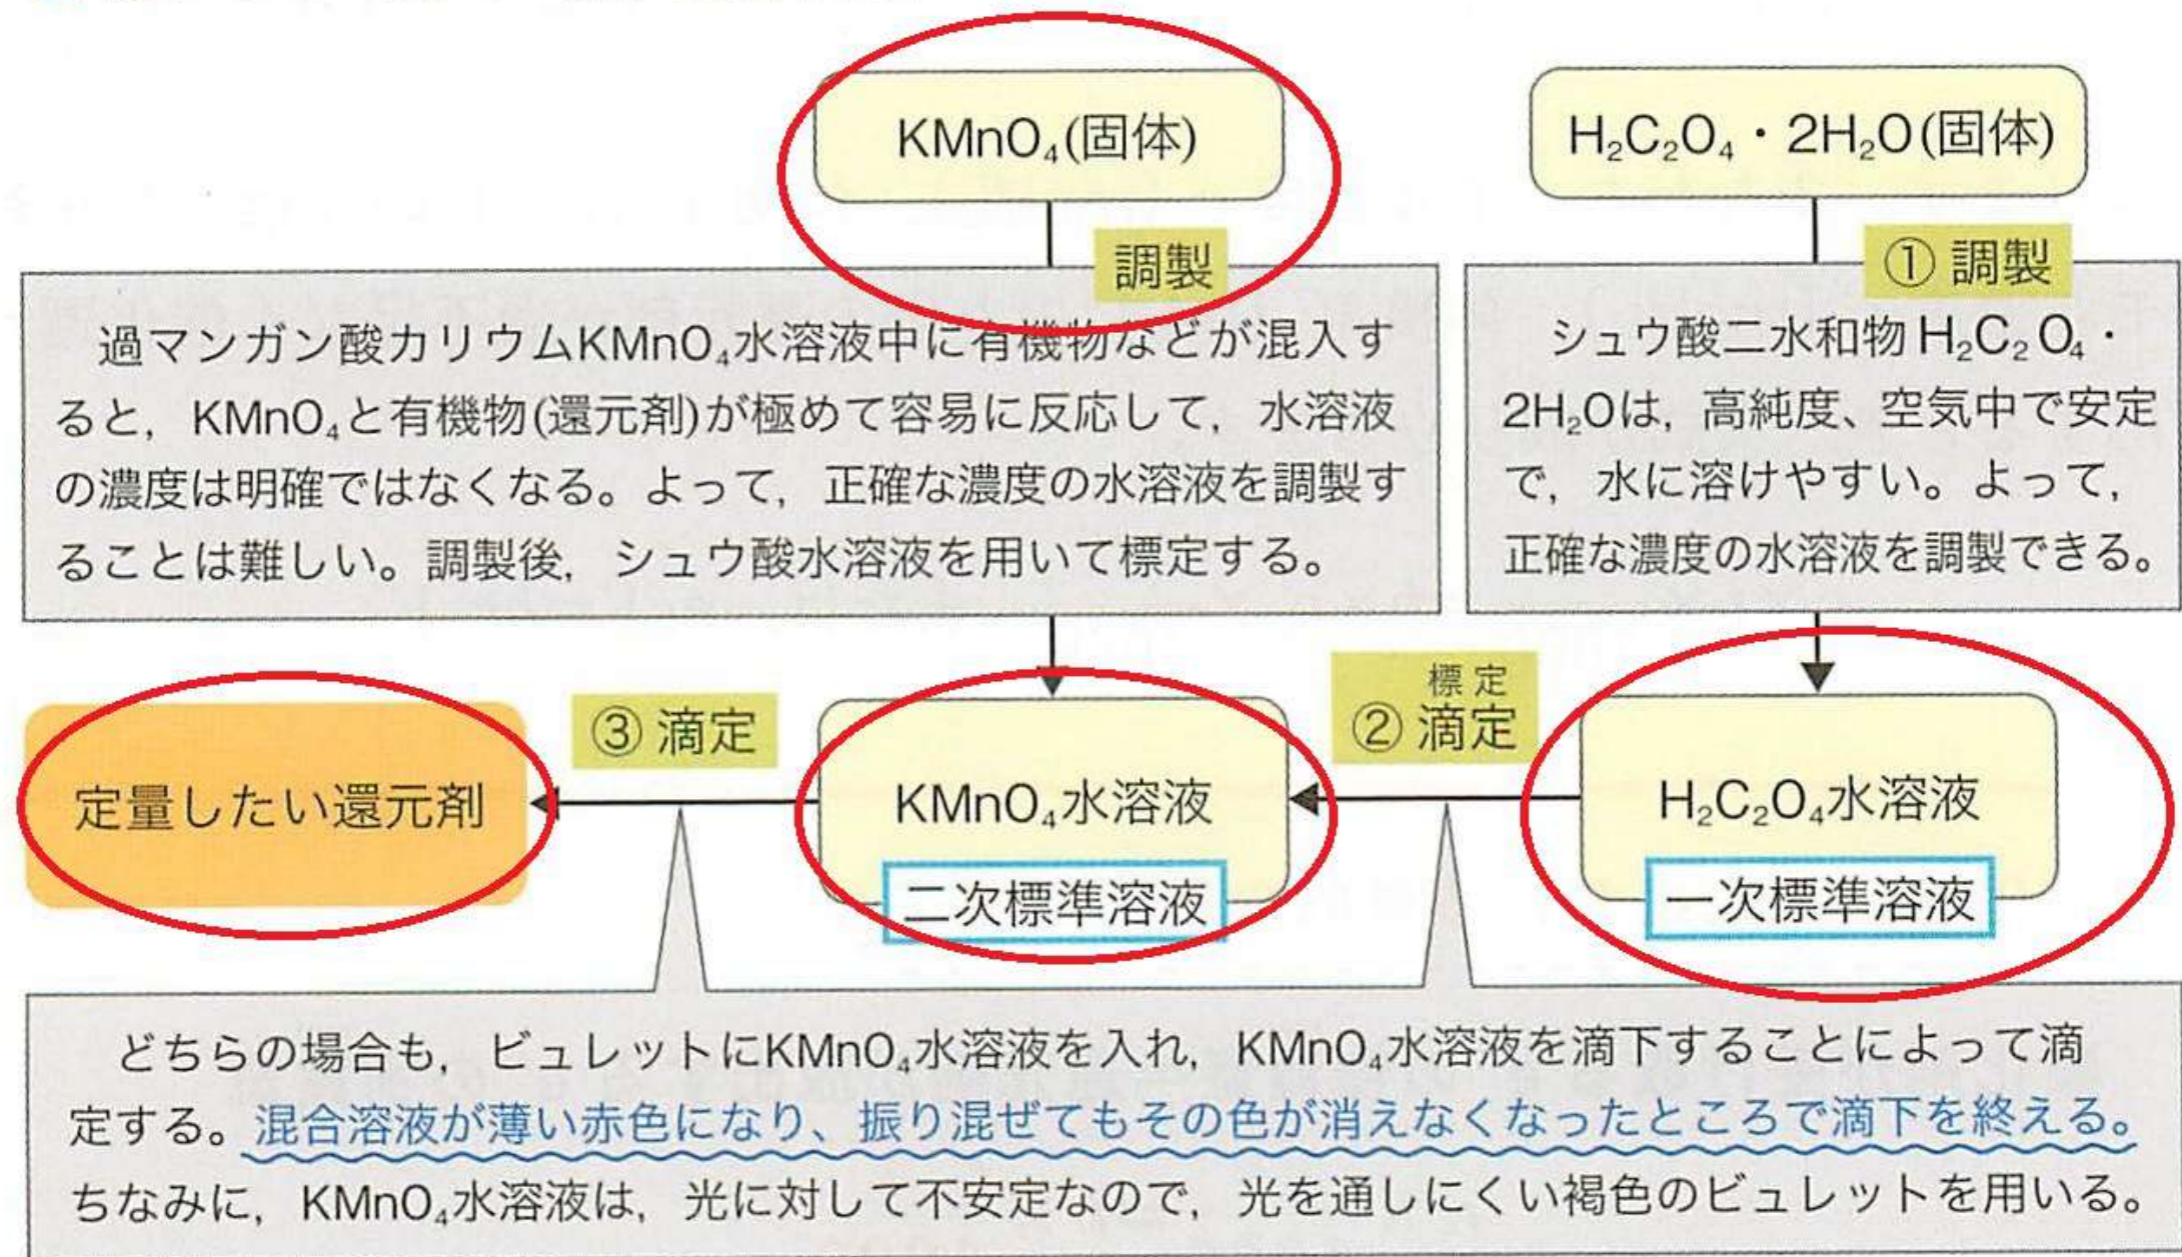 KMnO₄(固体)
H₂C₂O₄・2H₂O(固体)
調製
① 調製
過マンガン酸カリウムKMnO₄水溶液中に有機物などが混入す
ると，KMnO₄と有機物(還元剤)が極めて容易に反応して，水溶液
の濃度は明確ではなくなる。よって，正確な濃度の水溶液を調製す
ることは難しい。調製後，シュウ酸水溶液を用いて標定する。
シュウ酸二水和物 H₂C₂O₄・
2H₂Oは，高純度、空気中で安定
で，水に溶けやすい。よって，
正確な濃度の水溶液を調製できる。
定量したい還元剤
③ 滴定
KMnO₄水溶液
二次標準溶液
標定
② 滴定
H₂C₂O₄水溶液
一次標準溶液
どちらの場合も，ビュレットにKMnO₄水溶液を入れ，KMnO₄水溶液を滴下することによって滴
定する。混合溶液が薄い赤色になり、振り混ぜてもその色が消えなくなったところで滴下を終える。
ちなみに，KMnO₄水溶液は，光に対して不安定なので，光を通しにくい褐色のビュレットを用いる。